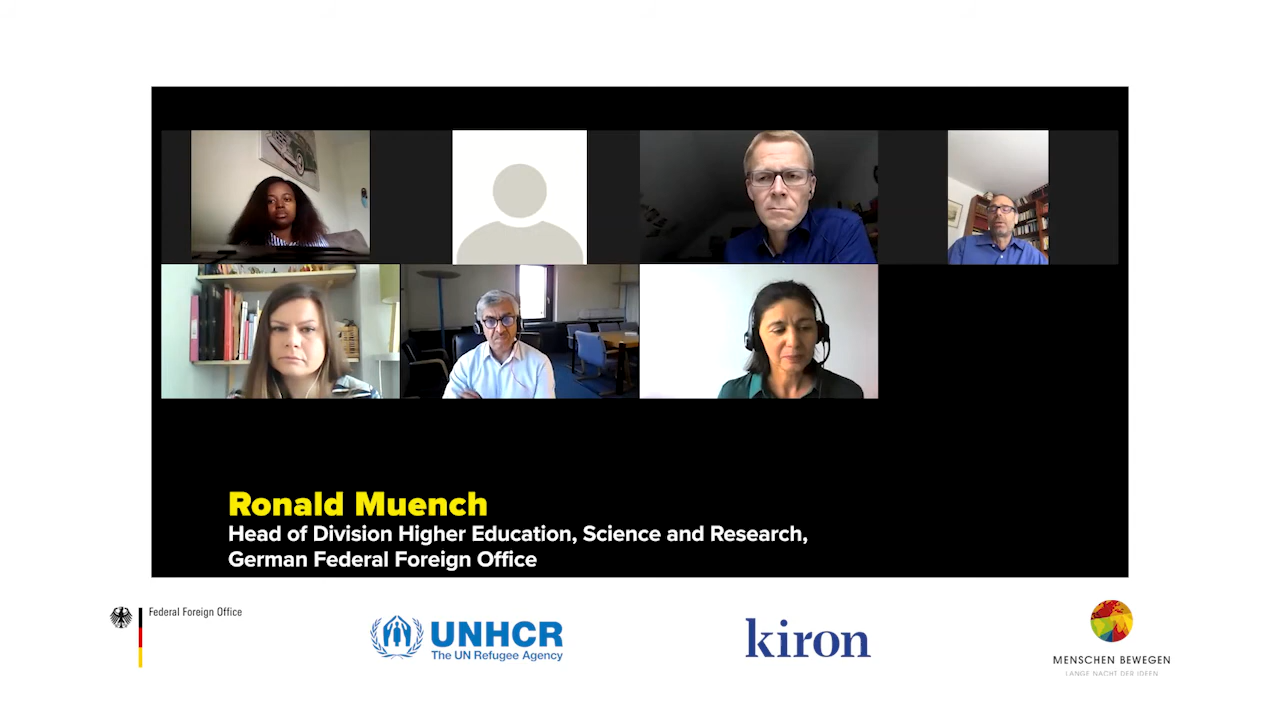 Ronald Muench
Head of Division Higher Education, Science and Research,
German Federal Foreign Office
Federal Foreign Office
UNHCR
The UN Refugee Agency
kiron
MENSCHEN BEWEGEN
LANGE NACHT DER IDEEN